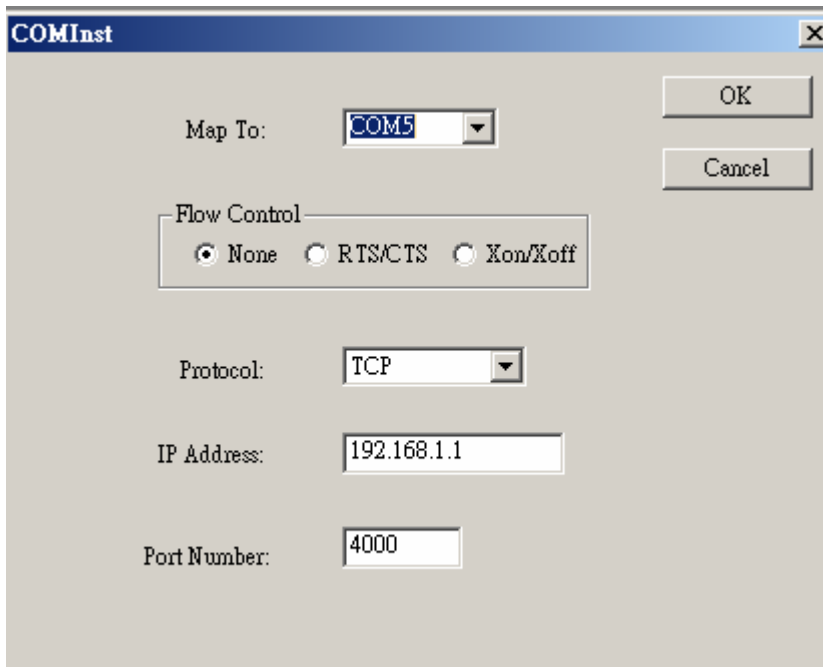 COMInst
OK
Map To: COM5
Cancel
Flow Control
None RTS/CTS Xon/Xoff
Protocol: TCP
IP Address: 192.168.1.1
Port Number: 4000